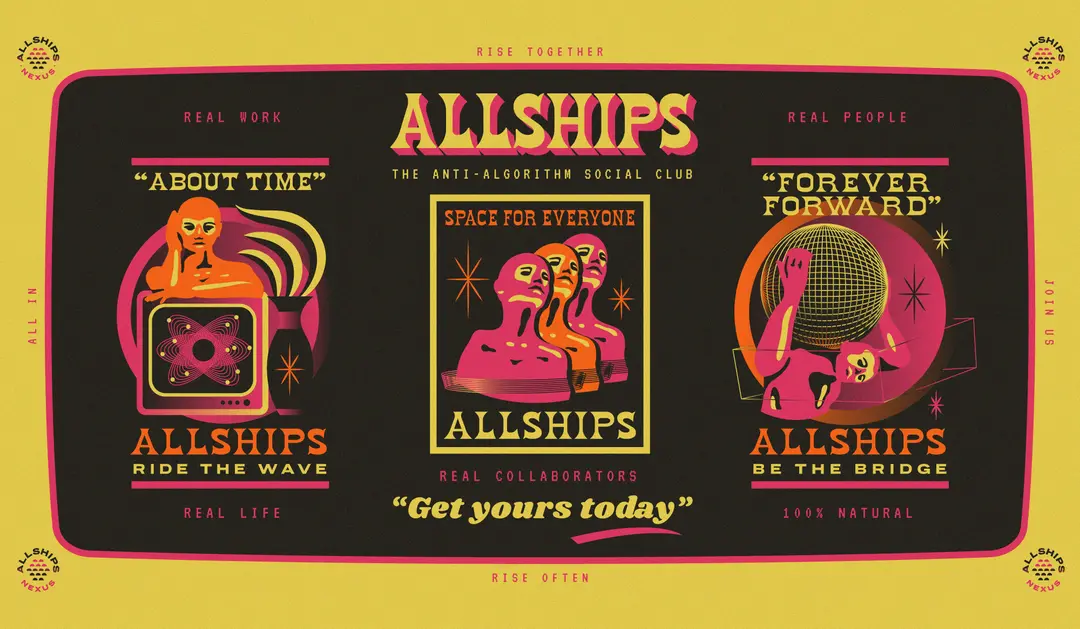 RISE TOGETHER
ALLSHIPS
NEXUS
ALLSHIPS
NEXUS
REAL WORK
ALLSHIPS
REAL PEOPLE
THE ANTI-ALGORITHM SOCIAL CLUB
“ABOUT TIME”
ALLSHIPS
RIDE THE WAVE
REAL LIFE
SPACE FOR EVERYONE
ALLSHIPS
REAL COLLABORATORS
“Get yours today”
“FOREVER
FORWARD”
ALLSHIPS
BE THE BRIDGE
100% NATURAL
ALL IN
JOIN US
ALLSHIPS
NEXUS
RISE OFTEN
ALLSHIPS
NEXUS